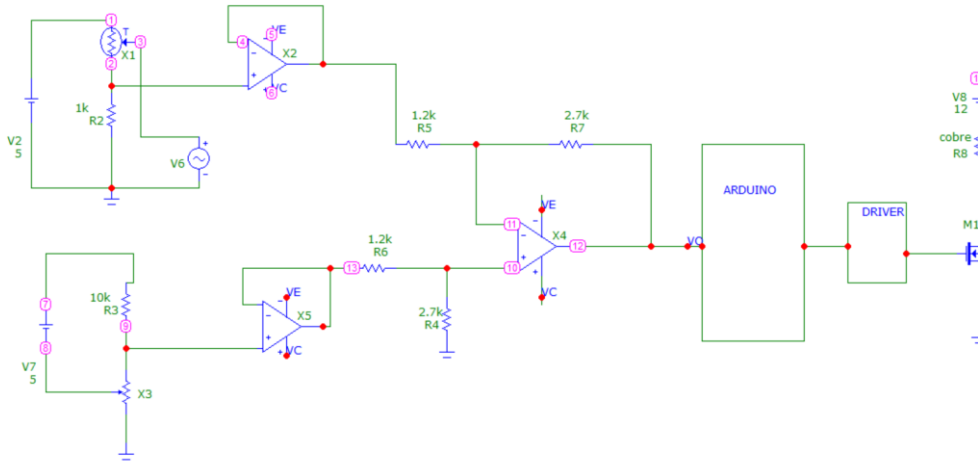 1
T
3
X1
2
1k
R2
V2
5
V6
4
VE
5
X2
6
VC
1.2k
R5
2.7k
R7
11
VE
X4
12
10
VC
VO
ARDUINO
DRIVER
M1
V8
12
cobre
R8
1.2k
13
R6
2.7k
R4
7
10k
R3
9
8
V7
5
X3
VE
X5
VC